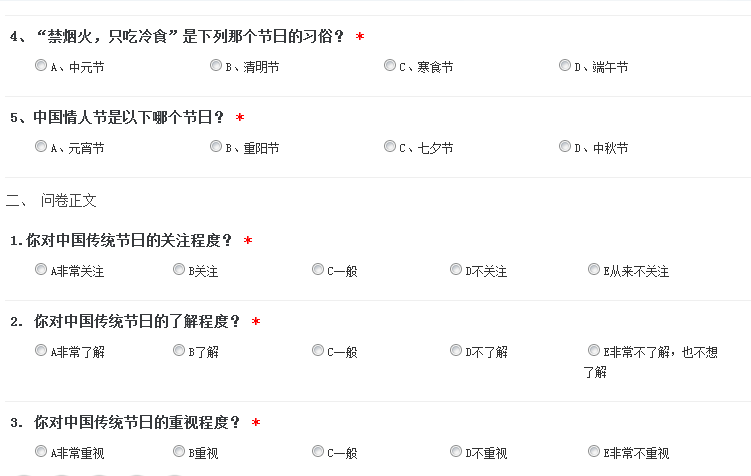 4、“禁烟火，只吃冷食”是下列那个节日的习俗？ *
A、中元节 B、清明节 C、寒食节 D、端午节
5、中国情人节是以下哪个节日？ *
A、元宵节 B、重阳节 C、七夕节 D、中秋节
二、 问卷正文
1.你对中国传统节日的关注程度？ *
A非常关注 B关注 C一般 D不关注 E从来不关注
2. 你对中国传统节日的了解程度？ *
A非常了解 B了解 C一般 D不了解 E非常不了解，也不想
了解
3. 你对中国传统节日的重视程度？ *
A非常重视 B重视 C一般 D不重视 E非常不重视